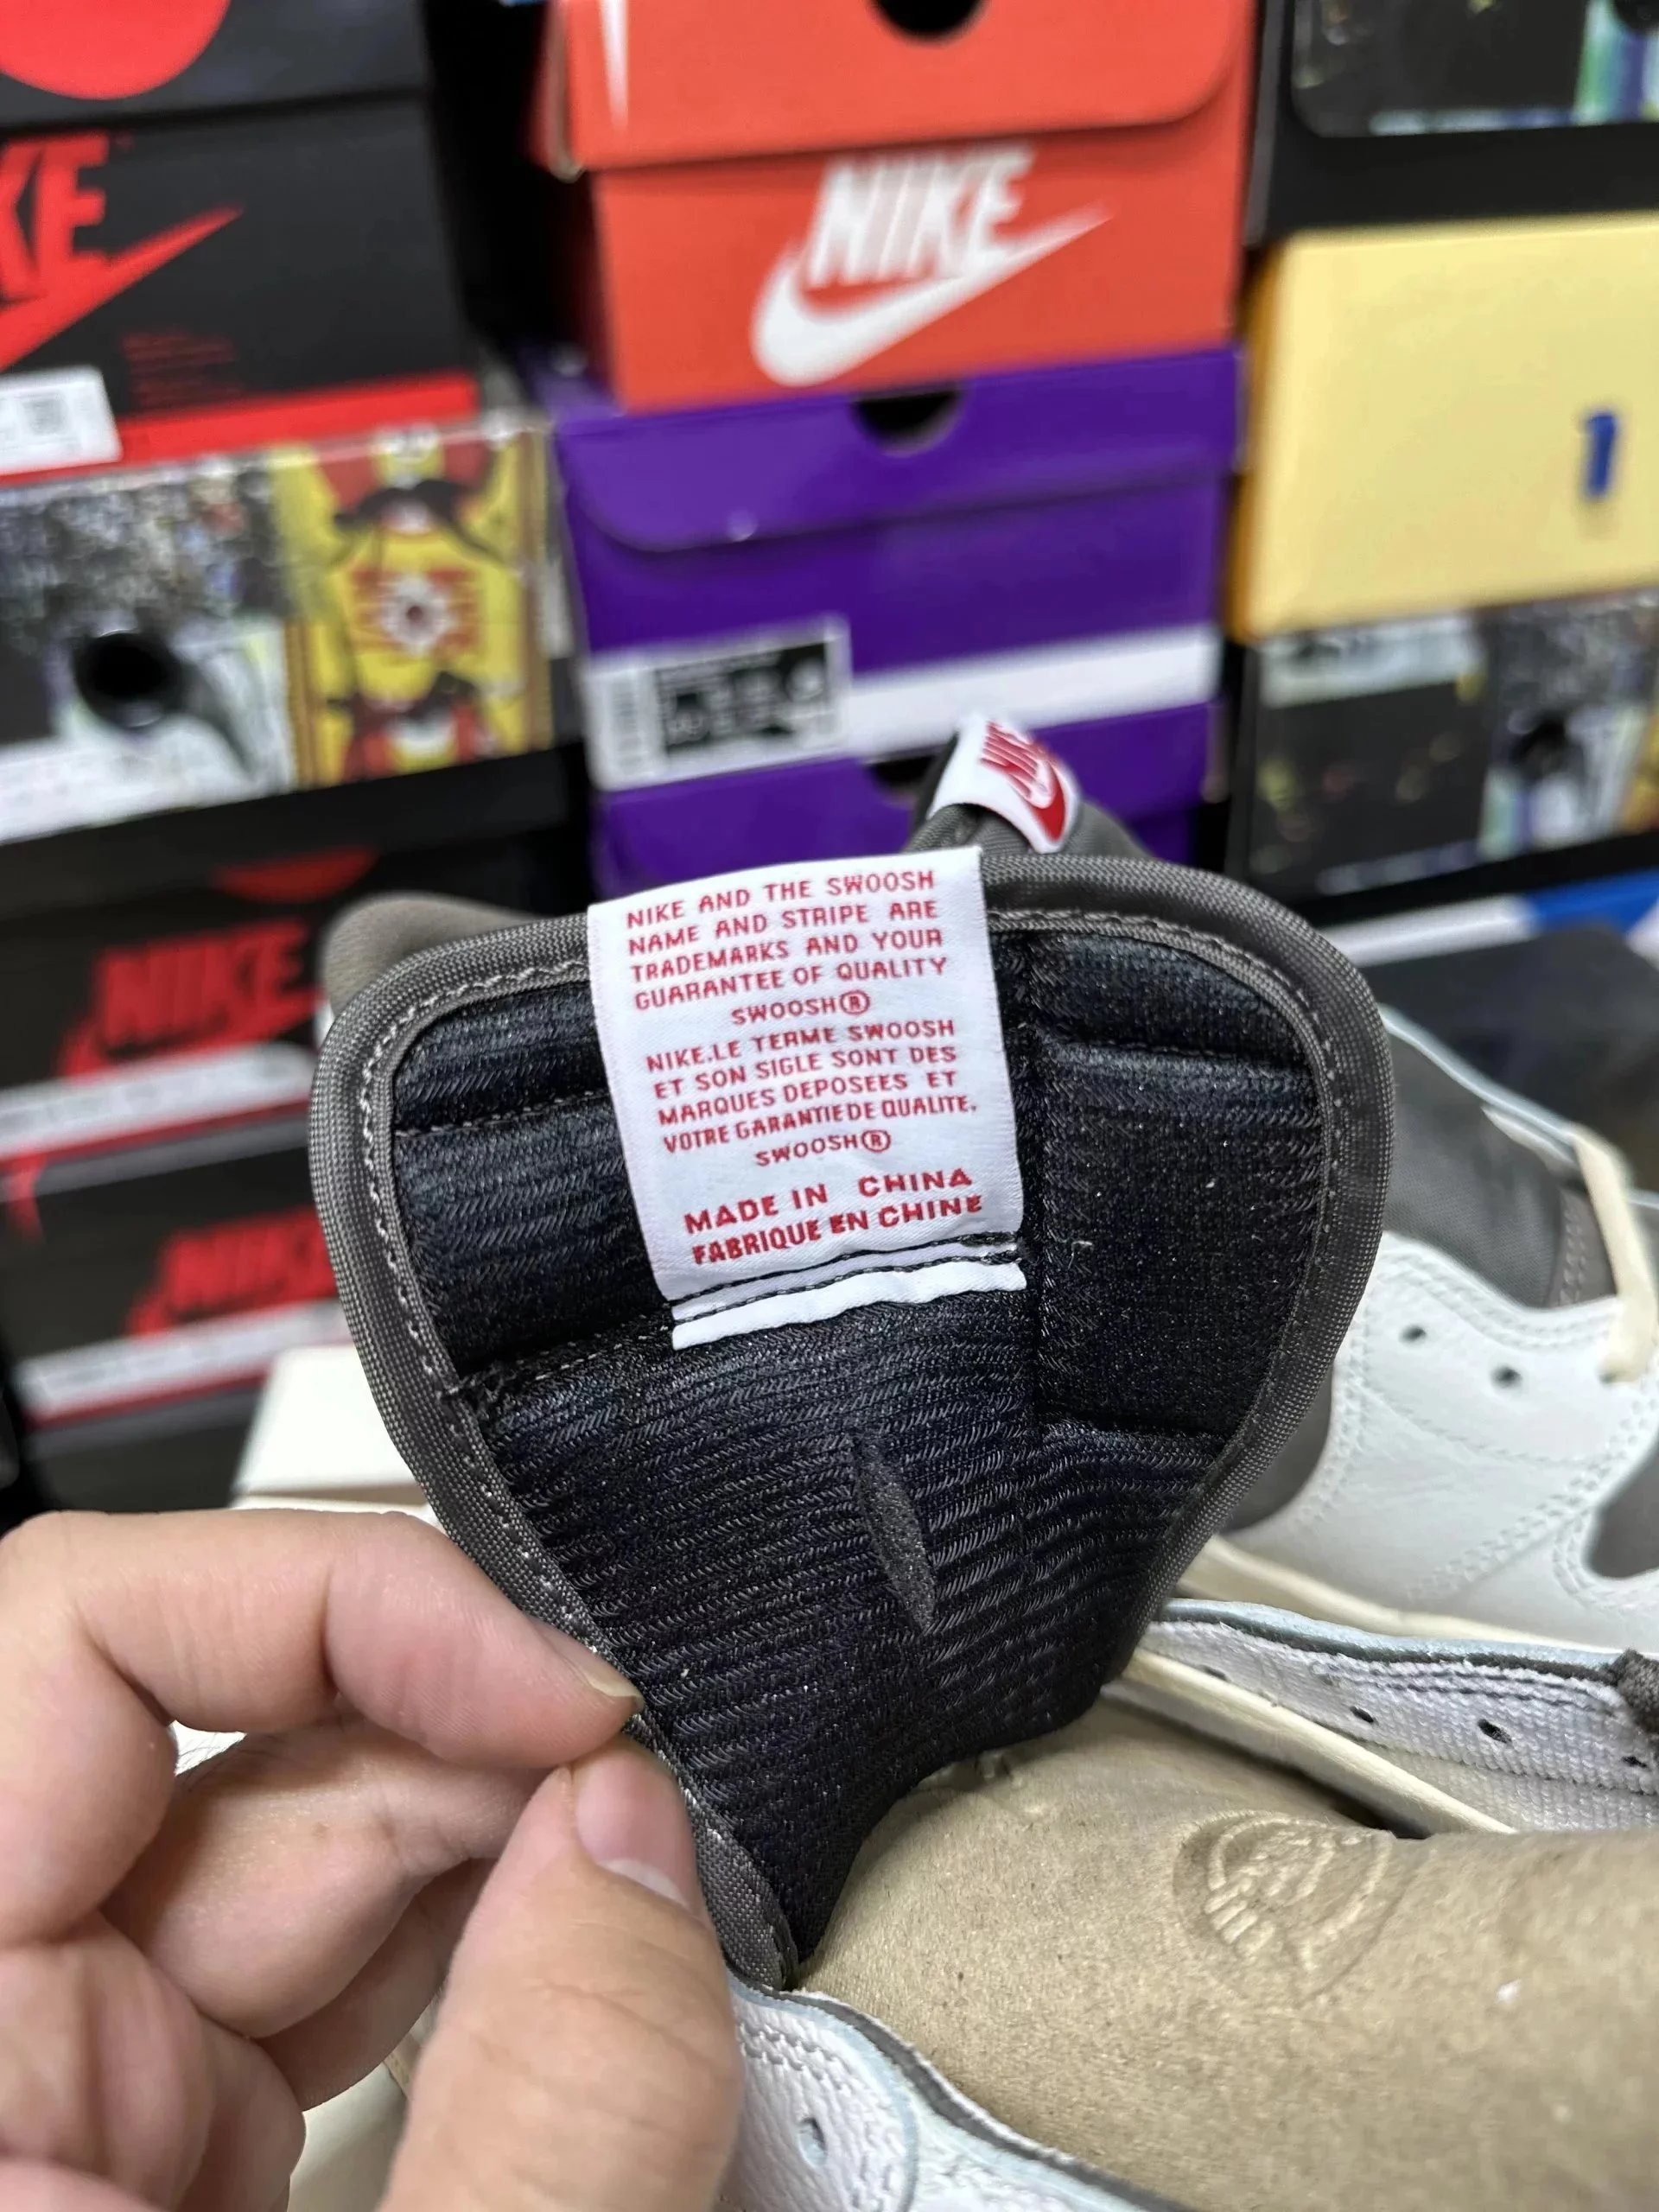 NIKE
NIKE
1
NIKE
NIKE AND THE SWOOSH
NAME AND STRIPE ARE
TRADEMARKS AND YOUR
GUARANTEE OF QUALITY
SWOOSH®
NIKE.LE TERME SWOOSH
ET SON SIGLE SONT DES
MARQUES DEPOSEES ET
VOTRE GARANTIE DE QUALITE.
SWOOSH®
MADE IN CHINA
FABRIQUE EN CHINE
NIKE
NIKE